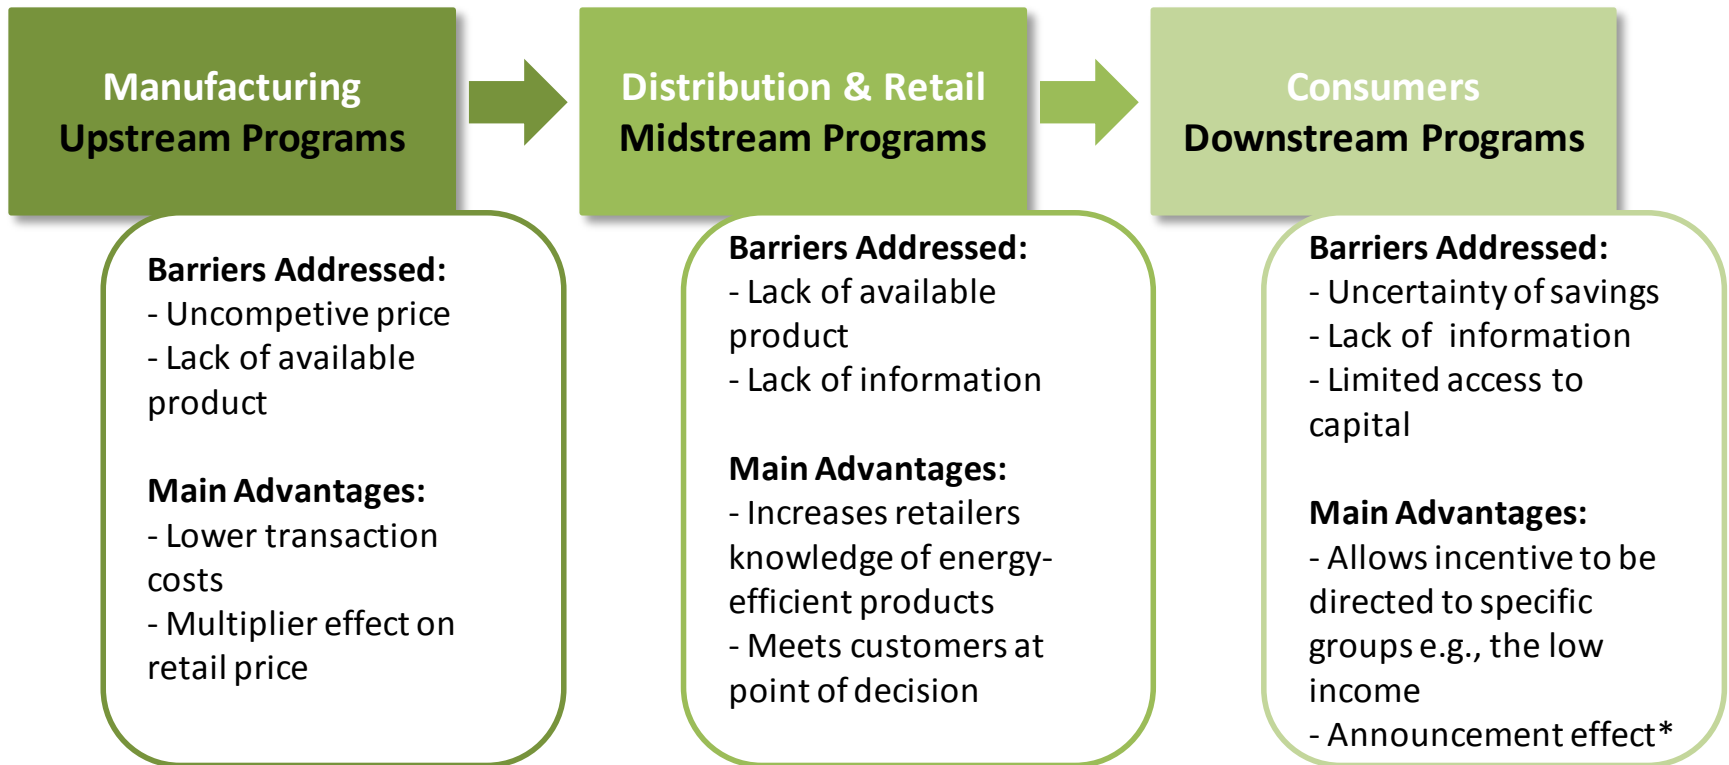 Manufacturing
Upstream Programs
Barriers Addressed:
- Uncompetive price
- Lack of available
product
Main Advantages:
- Lower transaction
costs
- Multiplier effect on
retail price
Distribution & Retail
Midstream Programs
Barriers Addressed:
- Lack of available
product
- Lack of information
Main Advantages:
- Increases retailers
knowledge of energy-
efficient products
- Meets customers at
point of decision
Consumers
Downstream Programs
Barriers Addressed:
- Uncertainty of savings
- Lack of information
- Limited access to
capital
Main Advantages:
- Allows incentive to be
directed to specific
groups e.g., the low
income
- Announcement effect*